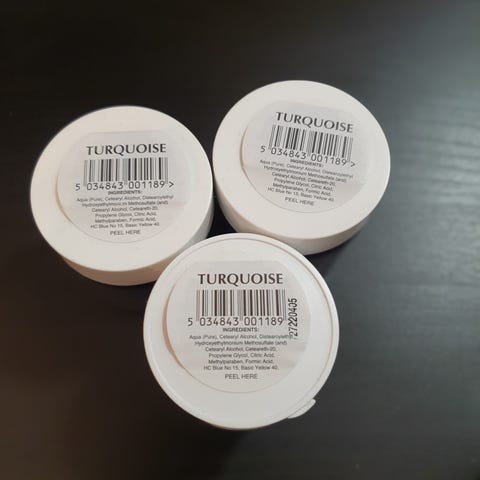 TURQUOISE
5 034843 001189 >
INGREDIENTS:
Aqua (Pure), Cetearyl Alcohol, Distearoylethyl
Hydroxyethylmonium Methosulfate (and)
Cetearyl Alcohol, Ceteareth-20,
Propylene Glycol, Citric Acid,
Methylparaben, Formic Acid,
HC Blue No 15, Basic Yellow 40.
PEEL HERE
TURQUOISE
5 034843 001189 >
INGREDIENTS:
Aqua (Pure), Cetearyl Alcohol, Distearoylethyl
Hydroxyethylmonium Methosulfate (and)
Cetearyl Alcohol, Ceteareth-20,
Propylene Glycol, Citric Acid,
Methylparaben, Formic Acid,
HC Blue No 15, Basic Yellow 40.
PEEL HERE
TURQUOISE
5 034843 001189
27220405
INGREDIENTS:
Aqua (Pure), Cetearyl Alcohol, Distearoylethyl
Hydroxyethylmonium Methosulfate (and)
Cetearyl Alcohol, Ceteareth-20,
Propylene Glycol, Citric Acid,
Methylparaben, Formic Acid,
HC Blue No 15, Basic Yellow 40.
PEEL HERE